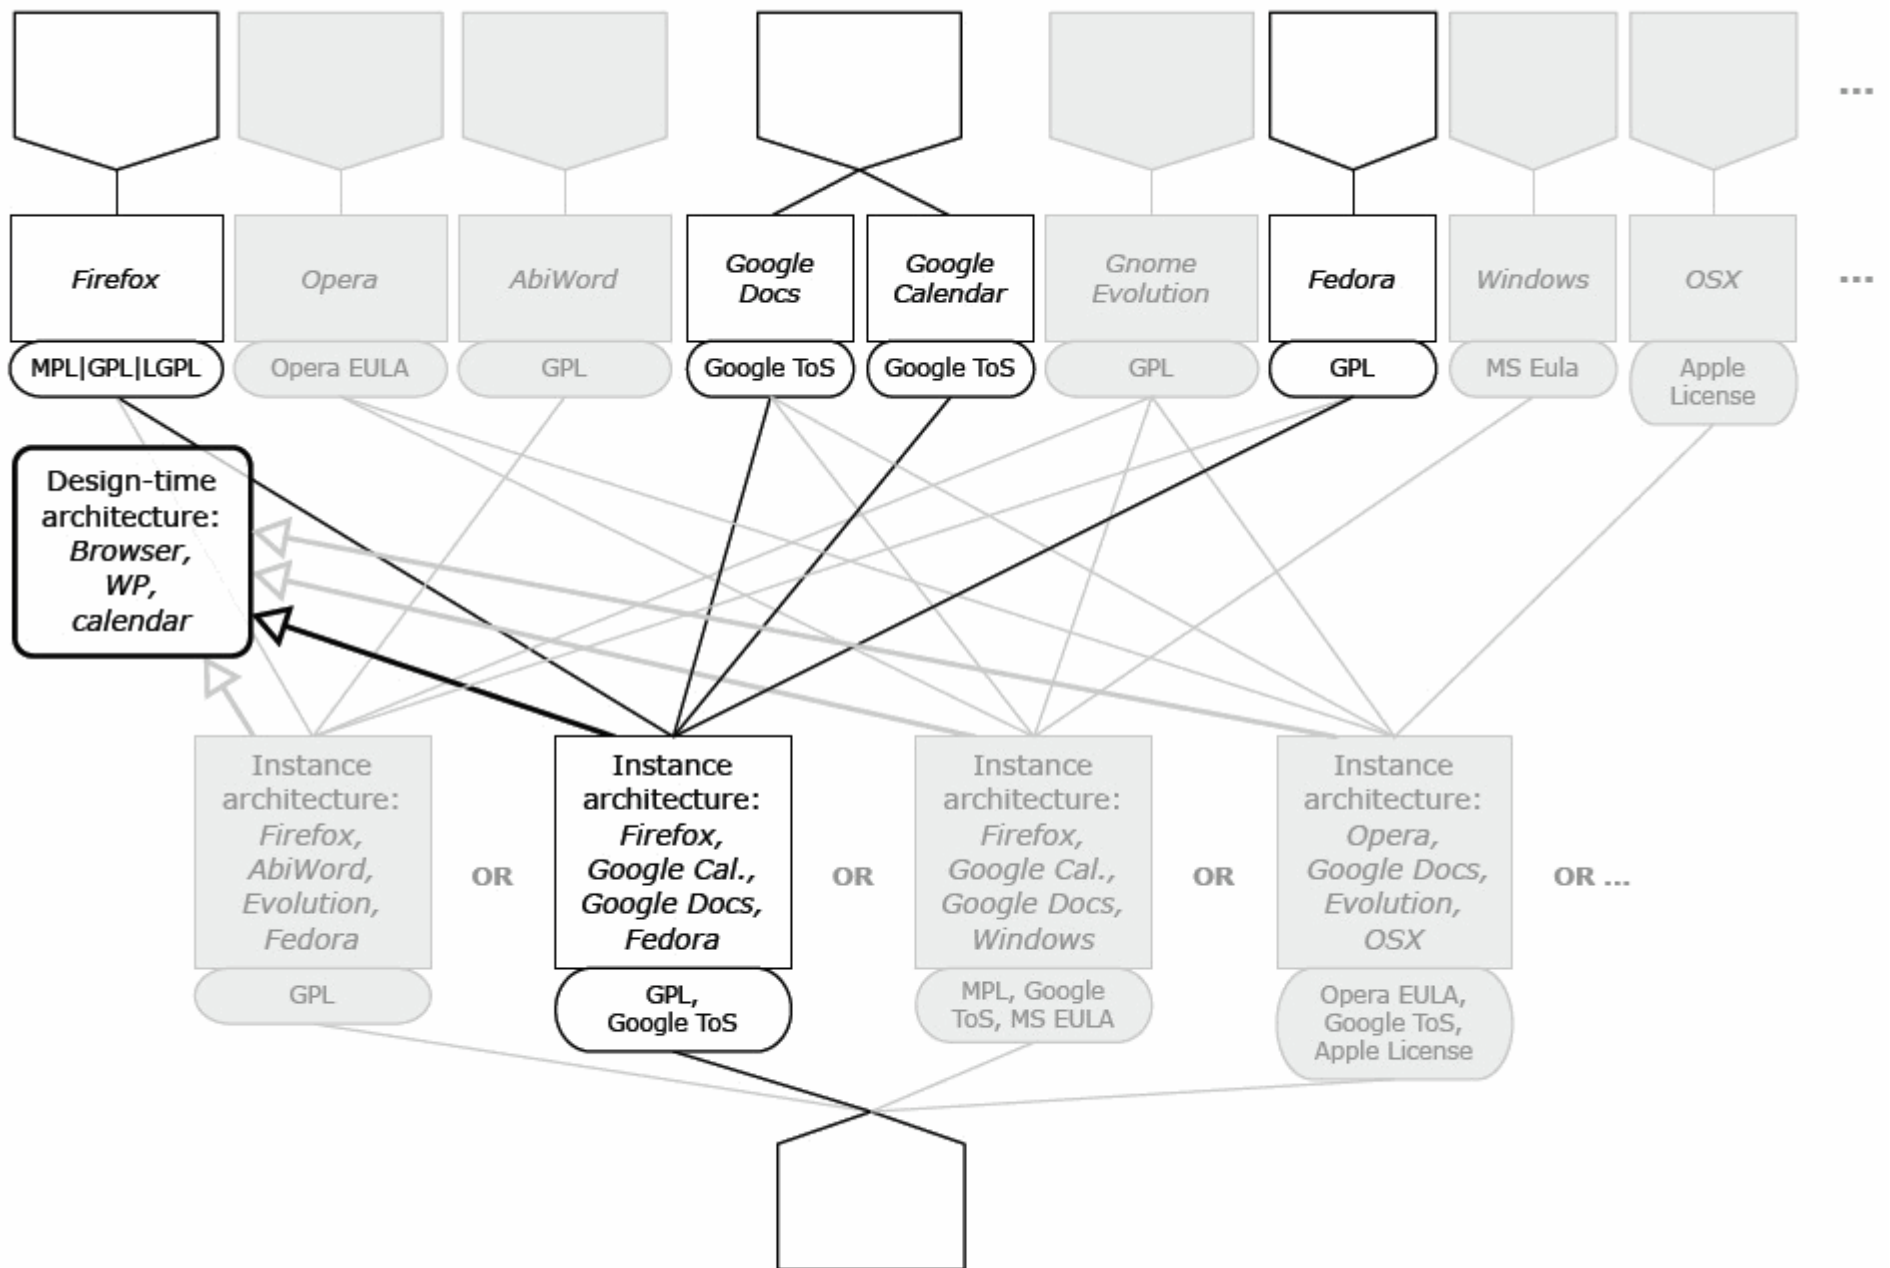 ...
Firefox
Opera
AbiWord
Google
Docs
Google
Calendar
Gnome
Evolution
Fedora
Windows
OSX
...
MPL|GPL|LGPL
Opera EULA
GPL
Google ToS
Google ToS
GPL
GPL
MS Eula
Apple
License
Design-time
architecture:
Browser,
WP,
calendar
Instance
architecture:
Firefox,
AbiWord,
Evolution,
Fedora
GPL
OR
Instance
architecture:
Firefox,
Google Cal.,
Google Docs,
Fedora
GPL,
Google ToS
OR
Instance
architecture:
Firefox,
Google Cal.,
Google Docs,
Windows
MPL, Google
ToS, MS EULA
OR
Instance
architecture:
Opera,
Google Docs,
Evolution,
OSX
Opera EULA,
Google ToS,
Apple License
OR ...